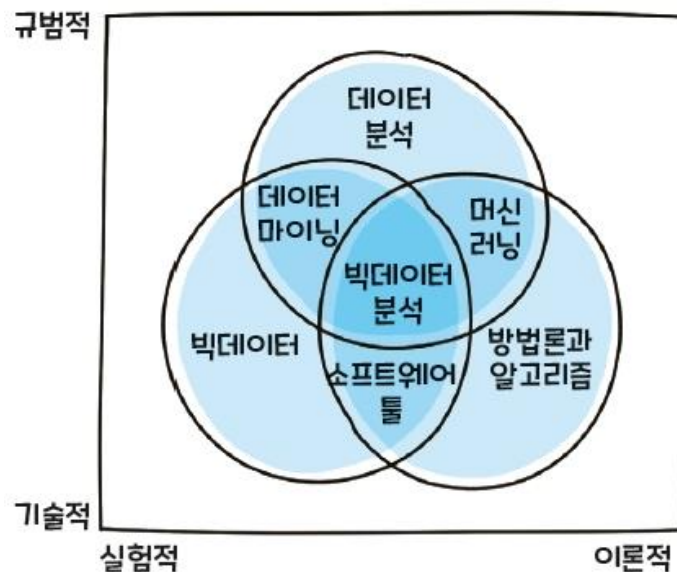 규범적
데이터
분석
데이터
마이닝
머신
러닝
빅데이터
분석
빅데이터
소프트웨어
툴
방법론과
알고리즘
기술적
실험적
이론적